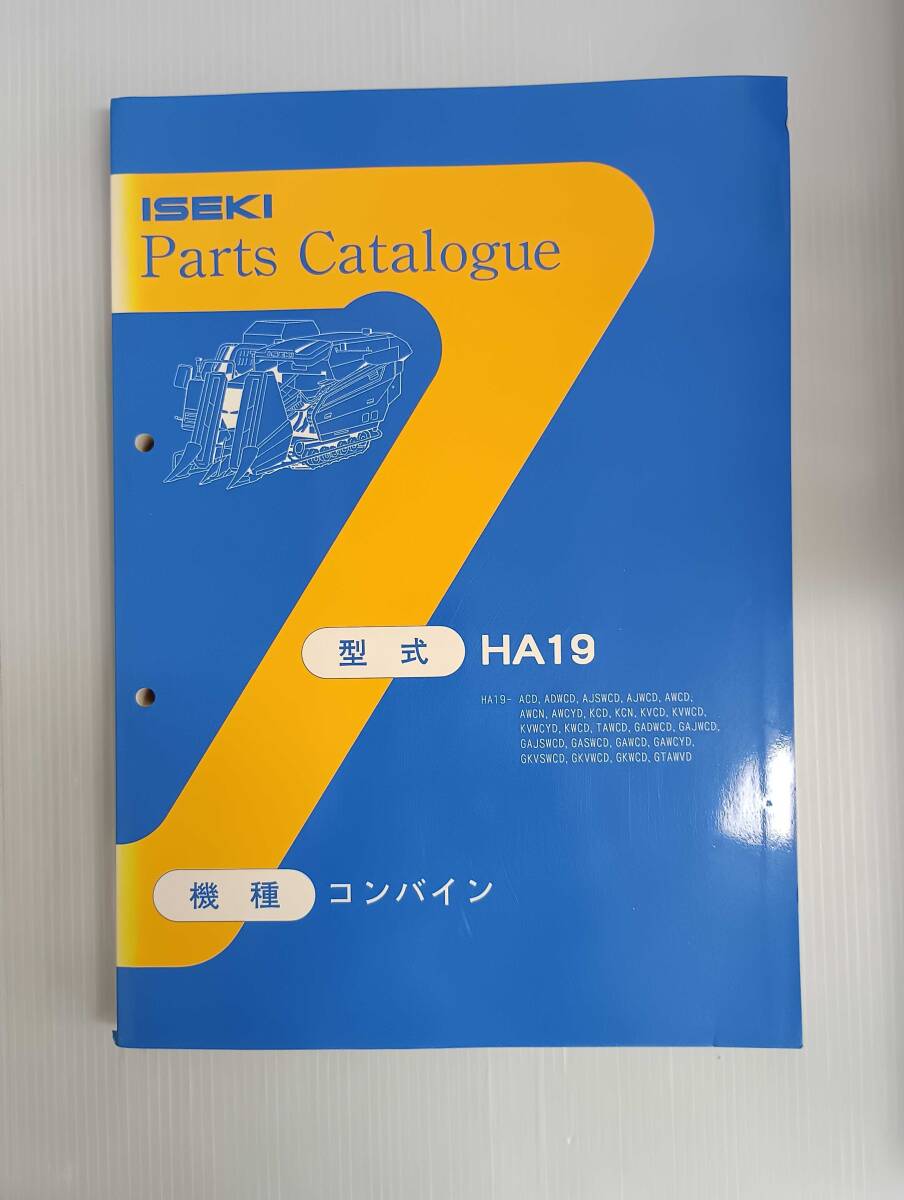 ISEKI
Parts Catalogue
型式 HA19
HA19- ACD, ADWCD, AJSWCD, AJWCD, AWCD,
AWCN, AWCYD, KCD, KCN, KVCD, KVWCD,
KVWCYD, KWCD, TAWCD, GADWCD, GAJWCD,
GAJSWCD, GASWCD, GAWCD, GAWCYD,
GKVSWCD, GKVWCD, GKWCD, GTAWVD
機種 コンバイン